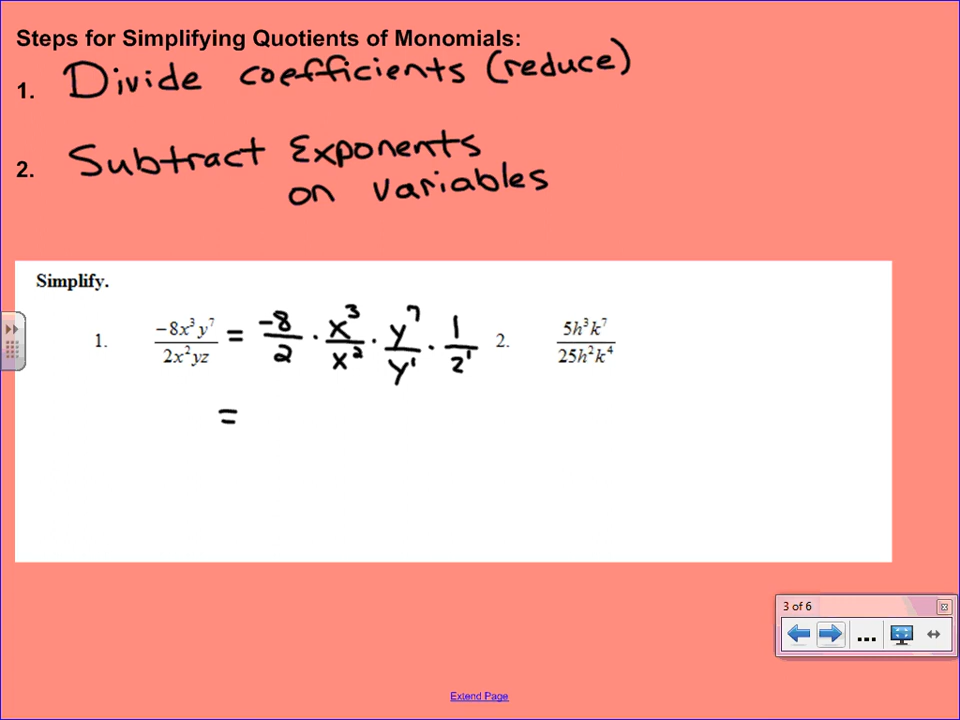 Steps for Simplifying Quotients of Monomials:
1. Divide coefficients (reduce)
2. Subtract Exponents
on variables
Simplify.
1. −8x³y⁷ / 2x²yz = −8/2 · x³/x² · y⁷/y¹ · 1/z¹
=
2. 5h³k⁷ / 25h²k⁴
3 of 6
...
Extend Page